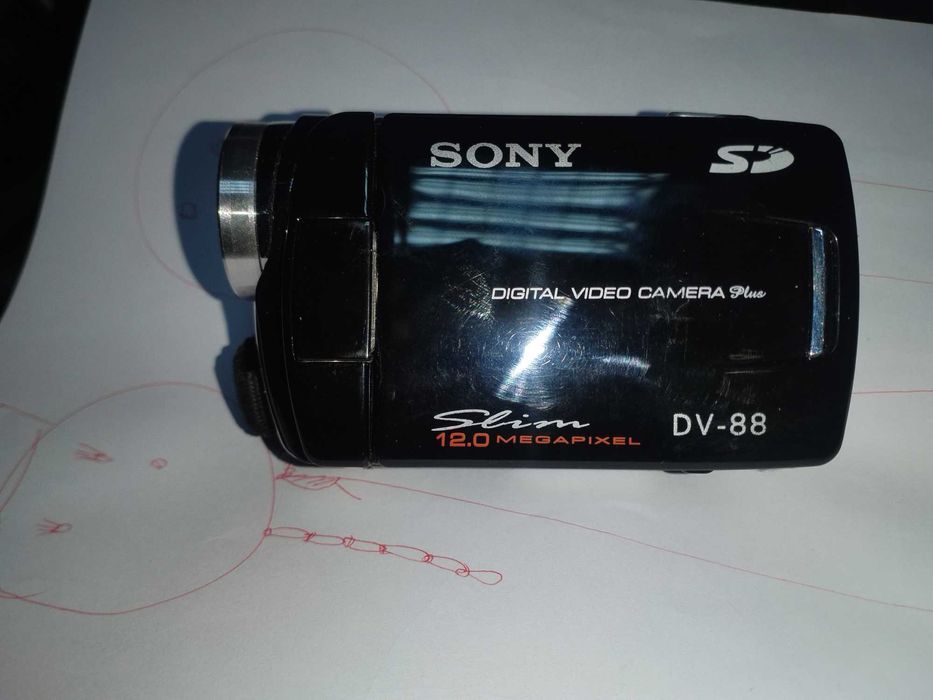 SONY
SD
DIGITAL VIDEO CAMERA Plus
Slim
12.0 MEGAPIXEL
DV-88